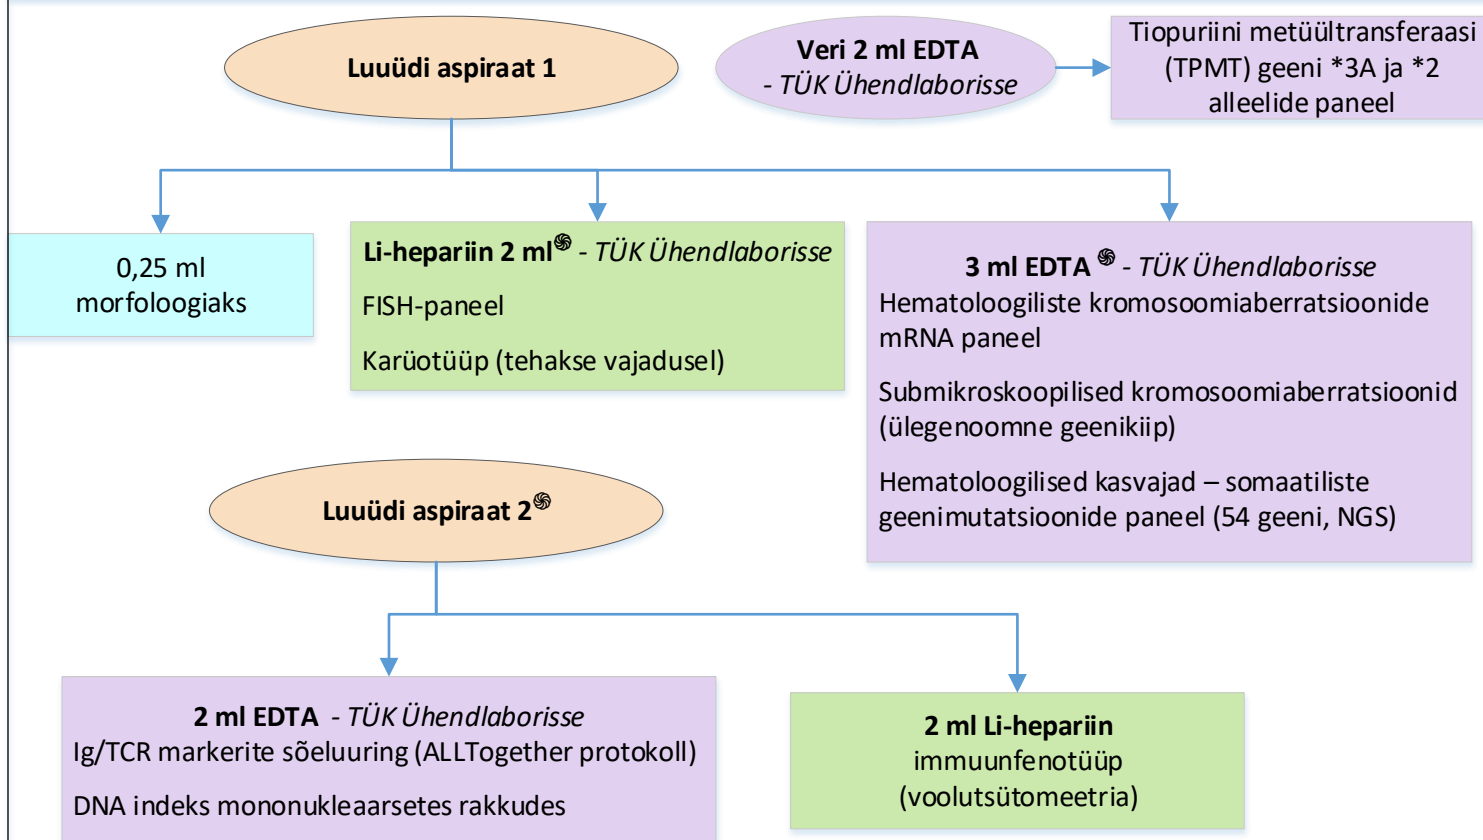 Luuüdi aspiraat 1
Veri 2 ml EDTA
- TÜK Ühendlaborisse
Tiopuriini metüültransferaasi
(TPMT) geeni *3A ja *2
alleelide paneel
0,25 ml
morfoloogiaks
Li-hepariin 2 ml֍ - TÜK Ühendlaborisse
FISH-paneel
Karüotüüp (tehakse vajadusel)
3 ml EDTA ֍ - TÜK Ühendlaborisse
Hematoloogiliste kromosoomiaberratsioonide
mRNA paneel
Submikroskoopilised kromosoomiaberratsioonid
(ülegenoomne geenikiip)
Hematoloogilised kasvajad – somaatiliste
geenimutatsioonide paneel (54 geeni, NGS)
Luuüdi aspiraat 2֍
2 ml EDTA - TÜK Ühendlaborisse
Ig/TCR markerite sõeluuring (ALLTogether protokoll)
DNA indeks mononukleaarsetes rakkudes
2 ml Li-hepariin
immuunfenotüüp
(voolutsütomeetria)